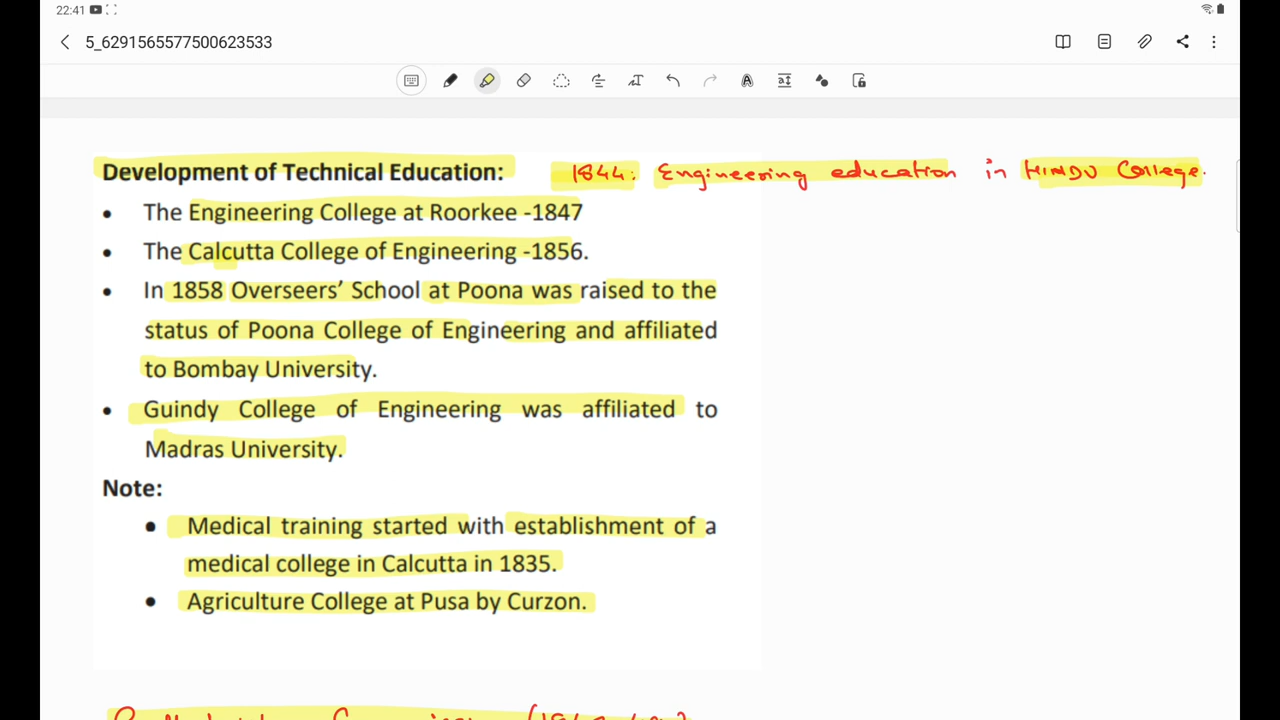 22:41
5_6291565577500623533
Development of Technical Education: 1844: Engineering education in HINDU College.
• The Engineering College at Roorkee -1847
• The Calcutta College of Engineering -1856.
• In 1858 Overseers’ School at Poona was raised to the
status of Poona College of Engineering and affiliated
to Bombay University.
• Guindy College of Engineering was affiliated to
Madras University.
Note:
• Medical training started with establishment of a
medical college in Calcutta in 1835.
• Agriculture College at Pusa by Curzon.